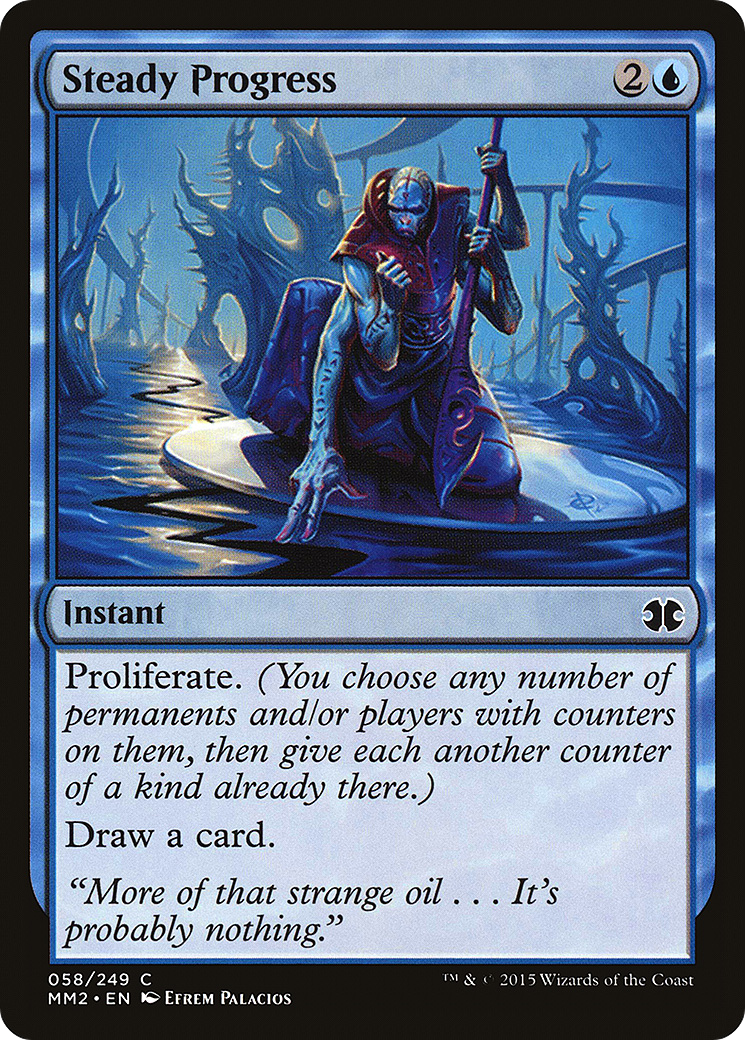 Steady Progress 2
Instant
Proliferate. (You choose any number of
permanents and/or players with counters
on them, then give each another counter
of a kind already there.)
Draw a card.
“More of that strange oil . . . It’s
probably nothing.”
058/249 C
MM2 • EN Efrem Palacios
™ & © 2015 Wizards of the Coast